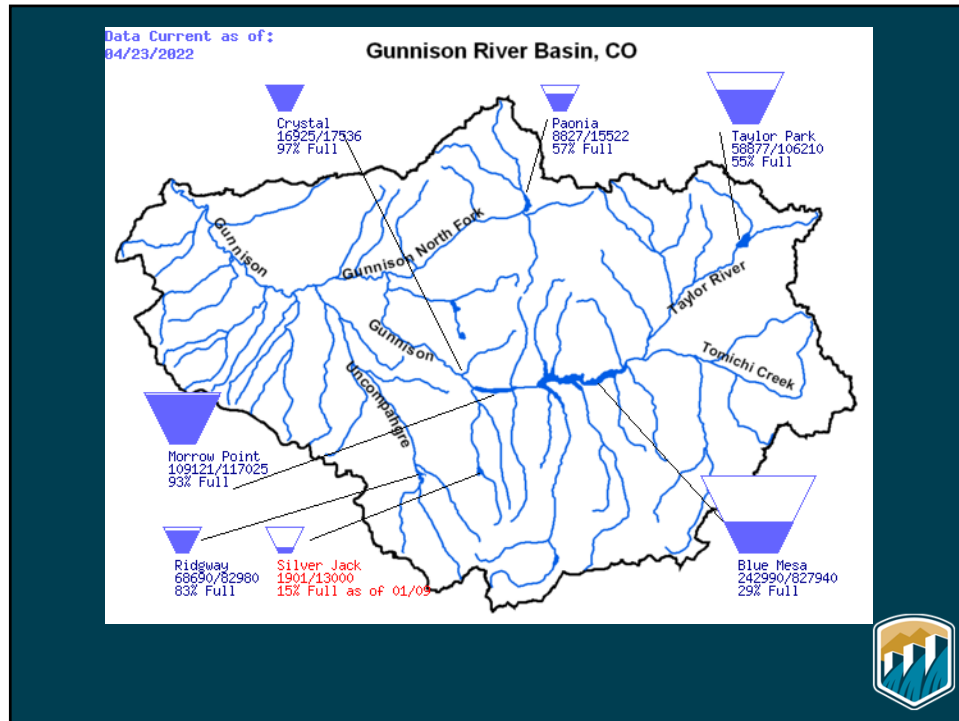 Data Current as of:
04/23/2022
Gunnison River Basin, CO
Crystal
16925/17536
97% Full
Paonia
8827/15522
57% Full
Taylor Park
58877/106210
55% Full
Gunnison
Gunnison North Fork
Taylor River
Gunnison
Tomichi Creek
Uncompahgre
Morrow Point
109121/117025
93% Full
Ridgway
68690/82980
83% Full
Silver Jack
1901/13000
15% Full as of 01/09
Blue Mesa
242990/827940
29% Full